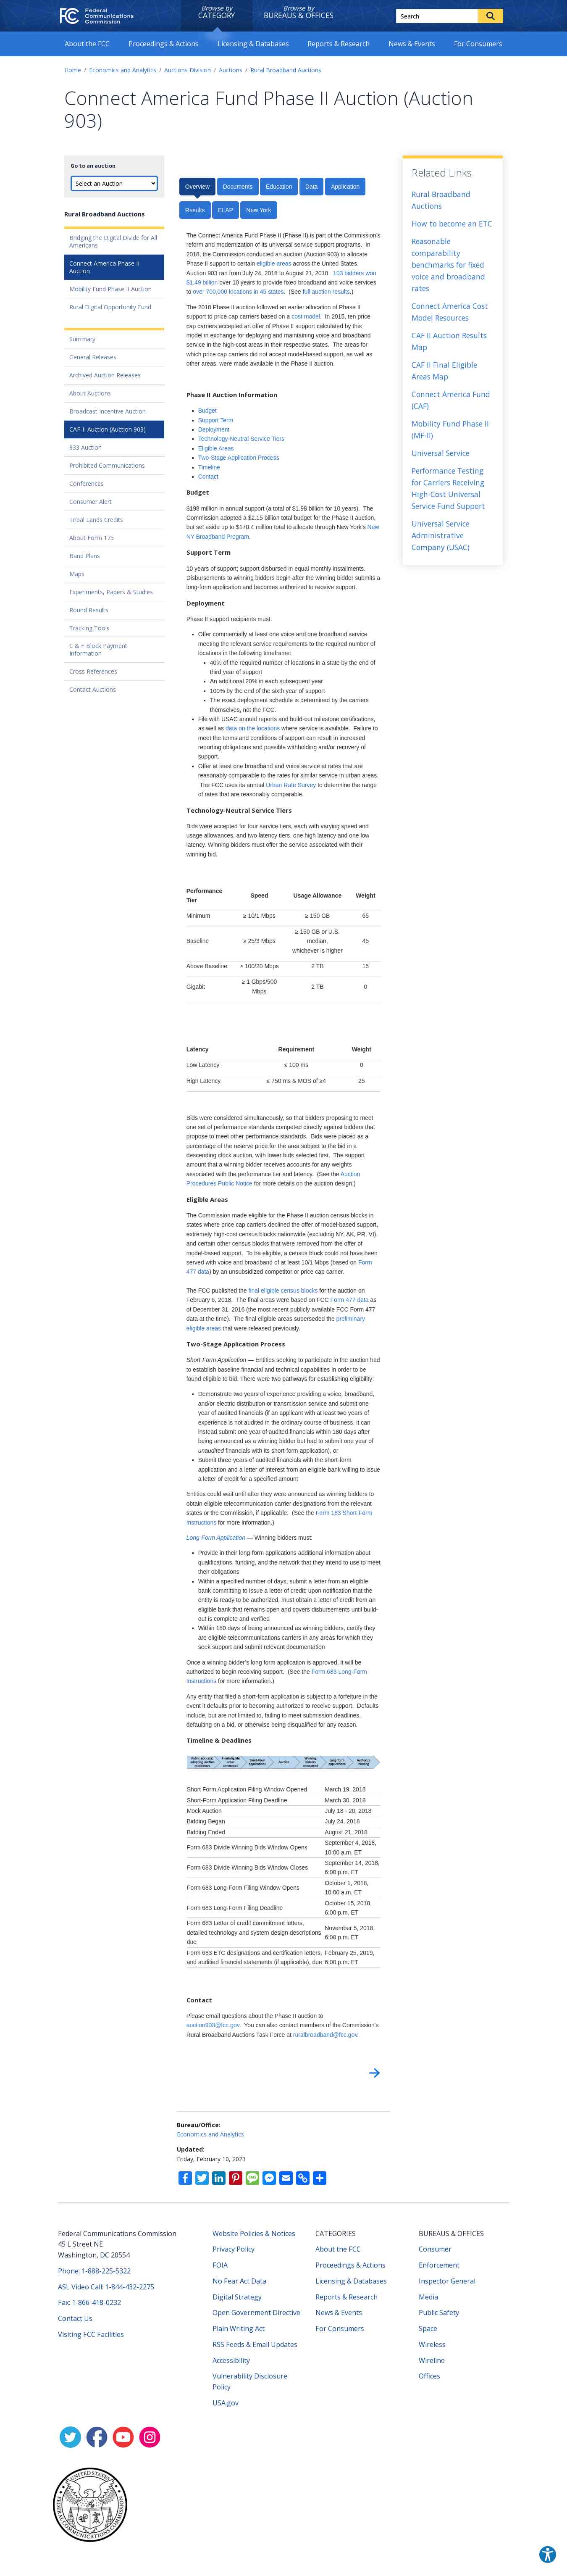 Federal
Communications
Commission
Browse by
CATEGORY
Browse by
BUREAUS & OFFICES
Search
About the FCC
Proceedings & Actions
Licensing & Databases
Reports & Research
News & Events
For Consumers
Home / Economics and Analytics / Auctions Division / Auctions / Rural Broadband Auctions
Connect America Fund Phase II Auction (Auction
903)
Go to an auction
Select an Auction
Rural Broadband Auctions
Bridging the Digital Divide for All
Americans
Connect America Phase II
Auction
Mobility Fund Phase II Auction
Rural Digital Opportunity Fund
Summary
General Releases
Archived Auction Releases
About Auctions
Broadcast Incentive Auction
CAF-II Auction (Auction 903)
833 Auction
Prohibited Communications
Conferences
Consumer Alert
Tribal Lands Credits
About Form 175
Band Plans
Maps
Experiments, Papers & Studies
Round Results
Tracking Tools
C & F Block Payment
Information
Cross References
Contact Auctions
Overview
Documents
Education
Data
Application
Results
ELAP
New York
The Connect America Fund Phase II (Phase II) is part of the Commission's
reform and modernization of its universal service support programs. In
2018, the Commission conducted an auction (Auction 903) to allocate
Phase II support to certain eligible areas across the United States.
Auction 903 ran from July 24, 2018 to August 21, 2018. 103 bidders won
$1.49 billion over 10 years to provide fixed broadband and voice services
to over 700,000 locations in 45 states. (See full auction results.)
The 2018 Phase II auction followed an earlier allocation of Phase II
support to price cap carriers based on a cost model. In 2015, ten price
cap carriers accepted an offer of Phase II support calculated by this
model in exchange for deploying and maintaining voice and broadband
service in the high-cost areas in their respective states. The areas for
which price cap carriers did not accept model-based support, as well as
other areas, were made available in the Phase II auction.
Phase II Auction Information
Budget
Support Term
Deployment
Technology-Neutral Service Tiers
Eligible Areas
Two-Stage Application Process
Timeline
Contact
Budget
$198 million in annual support (or a total of $1.98 billion for 10 years). The
Commission allocated a $2.15 billion total budget for the Phase II auction,
but set aside up to $170.4 million total to allocate through New York's New
NY Broadband Program.
Support Term
10 years of support; support disbursed in equal monthly installments.
Disbursements to winning bidders begin after the winning bidder submits a
long-form application and becomes authorized to receive support.
Deployment
Phase II support recipients must:
Offer commercially at least one voice and one broadband service
meeting the relevant service requirements to the required number of
locations in the following timeline:
40% of the required number of locations in a state by the end of
third year of support
An additional 20% in each subsequent year
100% by the end of the sixth year of support
The exact deployment schedule is determined by the carriers
themselves, not the FCC.
File with USAC annual reports and build-out milestone certifications,
as well as data on the locations where service is available. Failure to
meet the terms and conditions of support can result in increased
reporting obligations and possible withholding and/or recovery of
support.
Offer at least one broadband and voice service at rates that are
reasonably comparable to the rates for similar service in urban areas.
The FCC uses its annual Urban Rate Survey to determine the range
of rates that are reasonably comparable.
Technology-Neutral Service Tiers
Bids were accepted for four service tiers, each with varying speed and
usage allowances, and two latency tiers, one high latency and one low
latency. Winning bidders must offer the service associated with their
winning bid.
Performance
Tier
Speed
Usage Allowance
Weight
Minimum ≥ 10/1 Mbps ≥ 150 GB 65
Baseline ≥ 25/3 Mbps
≥ 150 GB or U.S.
median,
whichever is higher
45
Above Baseline ≥ 100/20 Mbps 2 TB 15
Gigabit
≥ 1 Gbps/500
Mbps
2 TB 0
Latency Requirement Weight
Low Latency ≤ 100 ms 0
High Latency ≤ 750 ms & MOS of ≥4 25
Bids were considered simultaneously, so that bidders proposing to meet
one set of performance standards competed directly against bidders that
propose to meet other performance standards. Bids were placed as a
percentage of the reserve price for the area subject to the bid in a
descending clock auction, with lower bids selected first. The support
amount that a winning bidder receives accounts for any weights
associated with the performance tier and latency. (See the Auction
Procedures Public Notice for more details on the auction design.)
Eligible Areas
The Commission made eligible for the Phase II auction census blocks in
states where price cap carriers declined the offer of model-based support,
extremely high-cost census blocks nationwide (excluding NY, AK, PR, VI),
and certain other census blocks that were removed from the offer of
model-based support. To be eligible, a census block could not have been
served with voice and broadband of at least 10/1 Mbps (based on Form
477 data) by an unsubsidized competitor or price cap carrier.
The FCC published the final eligible census blocks for the auction on
February 6, 2018. The final areas were based on FCC Form 477 data as
of December 31, 2016 (the most recent publicly available FCC Form 477
data at the time). The final eligible areas superseded the preliminary
eligible areas that were released previously.
Two-Stage Application Process
Short-Form Application — Entities seeking to participate in the auction had
to establish baseline financial and technical capabilities in order to be
found eligible to bid. There were two pathways for establishing eligibility:
Demonstrate two years of experience providing a voice, broadband,
and/or electric distribution or transmission service and submit one
year of audited financials (if an applicant with at least two years of
experience is not audited in the ordinary course of business, it can
instead submit one year of audited financials within 180 days after
being announced as a winning bidder but had to submit one year of
unaudited financials with its short-form application), or
Submit three years of audited financials with the short-form
application and a letter of interest from an eligible bank willing to issue
a letter of credit for a specified amount
Entities could wait until after they were announced as winning bidders to
obtain eligible telecommunication carrier designations from the relevant
states or the Commission, if applicable. (See the Form 183 Short-Form
Instructions for more information.)
Long-Form Application — Winning bidders must:
Provide in their long-form applications additional information about
qualifications, funding, and the network that they intend to use to meet
their obligations
Within a specified number of days, submit a letter from an eligible
bank committing to issue a letter of credit; upon notification that the
entity is ready to be authorized, must obtain a letter of credit from an
eligible bank that remains open and covers disbursements until build-
out is complete and verified
Within 180 days of being announced as winning bidders, certify they
are eligible telecommunications carriers in any areas for which they
seek support and submit relevant documentation
Once a winning bidder's long form application is approved, it will be
authorized to begin receiving support. (See the Form 683 Long-Form
Instructions for more information.)
Any entity that filed a short-form application is subject to a forfeiture in the
event it defaults prior to becoming authorized to receive support. Defaults
include, but are not limited to, failing to meet submission deadlines,
defaulting on a bid, or otherwise being disqualified for any reason.
Timeline & Deadlines
Short Form Application Filing Window Opened March 19, 2018
Short-Form Application Filing Deadline March 30, 2018
Mock Auction July 18 - 20, 2018
Bidding Began July 24, 2018
Bidding Ended August 21, 2018
Form 683 Divide Winning Bids Window Opens
September 4, 2018,
10:00 a.m. ET
Form 683 Divide Winning Bids Window Closes
September 14, 2018,
6:00 p.m. ET
Form 683 Long-Form Filing Window Opens
October 1, 2018,
10:00 a.m. ET
Form 683 Long-Form Filing Deadline
October 15, 2018,
6:00 p.m. ET
Form 683 Letter of credit commitment letters,
detailed technology and system design descriptions
due
November 5, 2018,
6:00 p.m. ET
Form 683 ETC designations and certification letters,
and audited financial statements (if applicable), due
February 25, 2019,
6:00 p.m. ET
Contact
Please email questions about the Phase II auction to
auction903@fcc.gov. You can also contact members of the Commission's
Rural Broadband Auctions Task Force at ruralbroadband@fcc.gov.
Bureau/Office:
Economics and Analytics
Updated:
Friday, February 10, 2023
Related Links
Rural Broadband
Auctions
How to become an ETC
Reasonable
comparability
benchmarks for fixed
voice and broadband
rates
Connect America Cost
Model Resources
CAF II Auction Results
Map
CAF II Final Eligible
Areas Map
Connect America Fund
(CAF)
Mobility Fund Phase II
(MF-II)
Universal Service
Performance Testing
for Carriers Receiving
High-Cost Universal
Service Fund Support
Universal Service
Administrative
Company (USAC)
Federal Communications Commission
45 L Street NE
Washington, DC 20554
Phone: 1-888-225-5322
ASL Video Call: 1-844-432-2275
Fax: 1-866-418-0232
Contact Us
Visiting FCC Facilities
Website Policies & Notices
Privacy Policy
FOIA
No Fear Act Data
Digital Strategy
Open Government Directive
Plain Writing Act
RSS Feeds & Email Updates
Accessibility
Vulnerability Disclosure
Policy
USA.gov
CATEGORIES
About the FCC
Proceedings & Actions
Licensing & Databases
Reports & Research
News & Events
For Consumers
BUREAUS & OFFICES
Consumer
Enforcement
Inspector General
Media
Public Safety
Space
Wireless
Wireline
Offices
UNITED STATES
FEDERAL COMMUNICATIONS COMMISSION